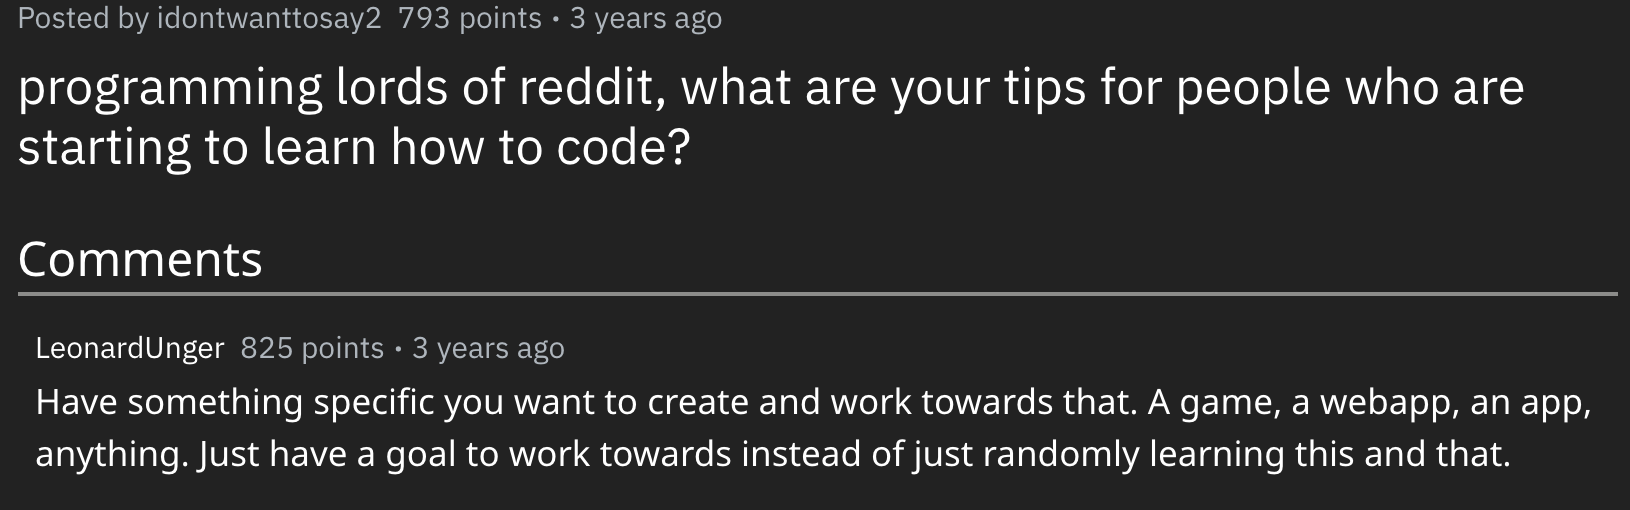 Posted by idontwanttosay2 793 points • 3 years ago
programming lords of reddit, what are your tips for people who are
starting to learn how to code?
Comments
LeonardUnger 825 points • 3 years ago
Have something specific you want to create and work towards that. A game, a webapp, an app,
anything. Just have a goal to work towards instead of just randomly learning this and that.